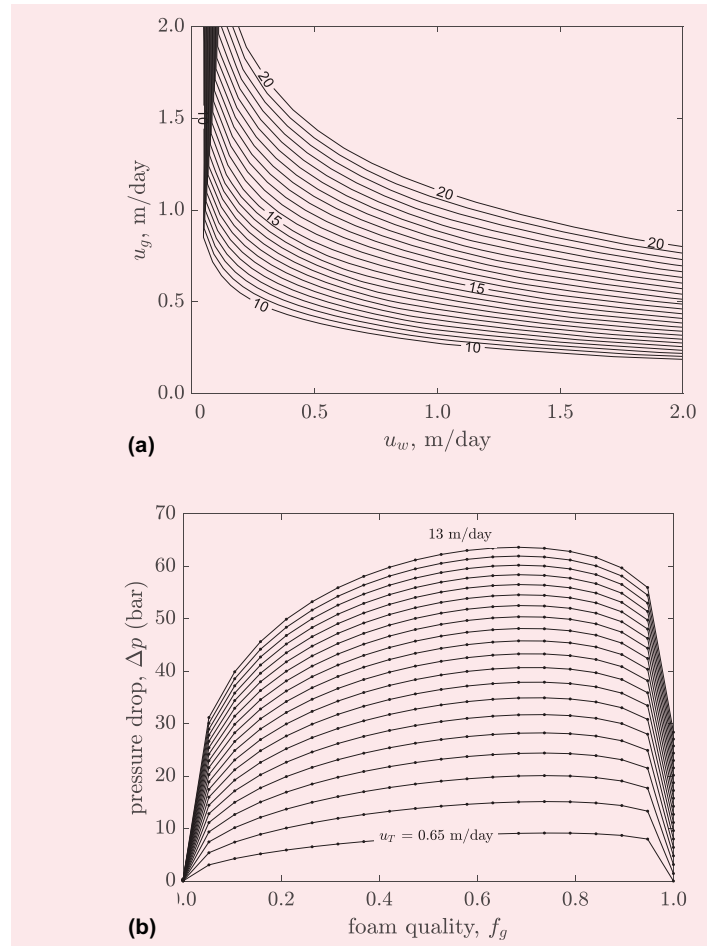 2.0
20
1.5
10
20
u_g, m/day
1.0
15
20
15
0.5
10
10
0.0
0 0.5 1.0 1.5 2.0
(a)
u_w, m/day
70
13 m/day
60
50
40
30
20
10
u_T = 0.65 m/day
0
pressure drop, Δp (bar)
).0 0.2 0.4 0.6 0.8 1.0
(b)
foam quality, f_g